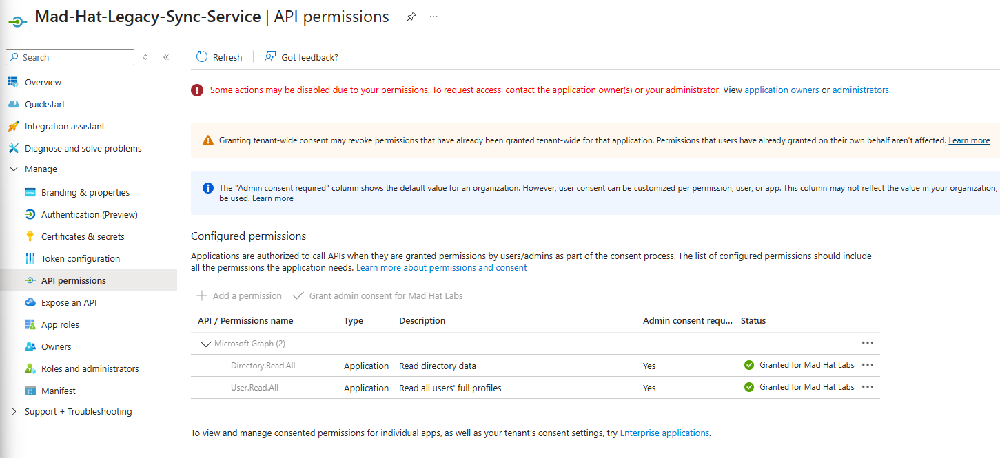 Mad-Hat-Legacy-Sync-Service | API permissions
Search
Refresh
Got feedback?
Overview
Quickstart
Integration assistant
Diagnose and solve problems
Manage
Branding & properties
Authentication (Preview)
Certificates & secrets
Token configuration
API permissions
Expose an API
App roles
Owners
Roles and administrators
Manifest
Support + Troubleshooting
Some actions may be disabled due to your permissions. To request access, contact the application owner(s) or your administrator. View application owners or administrators.
Granting tenant-wide consent may revoke permissions that have already been granted tenant-wide for that application. Permissions that users have already granted on their own behalf aren't affected. Learn more
The "Admin consent required" column shows the default value for an organization. However, user consent can be customized per permission, user, or app. This column may not reflect the value in your organization,
be used. Learn more
Configured permissions
Applications are authorized to call APIs when they are granted permissions by users/admins as part of the consent process. The list of configured permissions should include
all the permissions the application needs. Learn more about permissions and consent
Add a permission Grant admin consent for Mad Hat Labs
API / Permissions name Type Description Admin consent requ... Status
Microsoft Graph (2)
Directory.Read.All Application Read directory data Yes Granted for Mad Hat Labs
User.Read.All Application Read all users' full profiles Yes Granted for Mad Hat Labs
To view and manage consented permissions for individual apps, as well as your tenant's consent settings, try Enterprise applications.